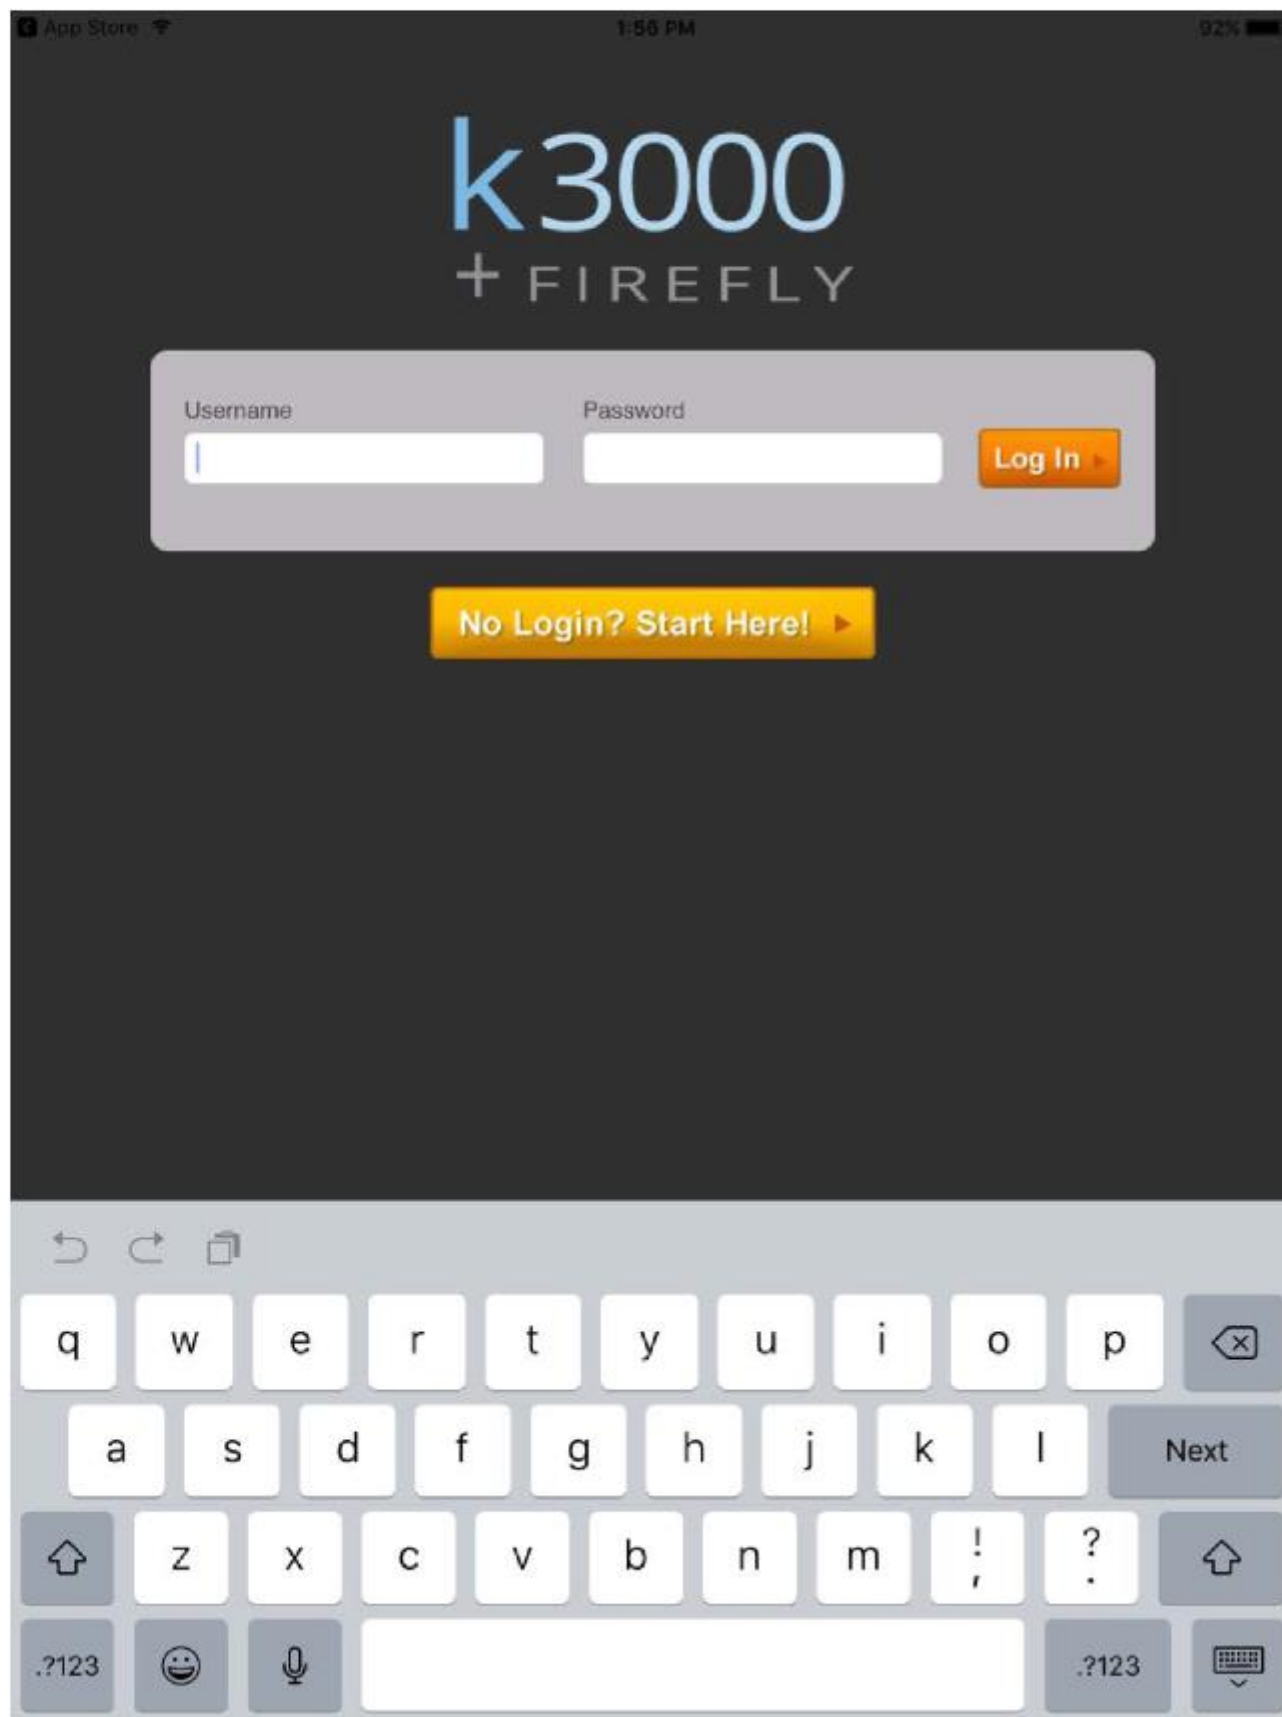 App Store 1:56 PM 92%
k3000
+ FIREFLY
Username Password
Log In
No Login? Start Here!
q w e r t y u i o p
a s d f g h j k l Next
z x c v b n m ! , ? .
.?123 .?123